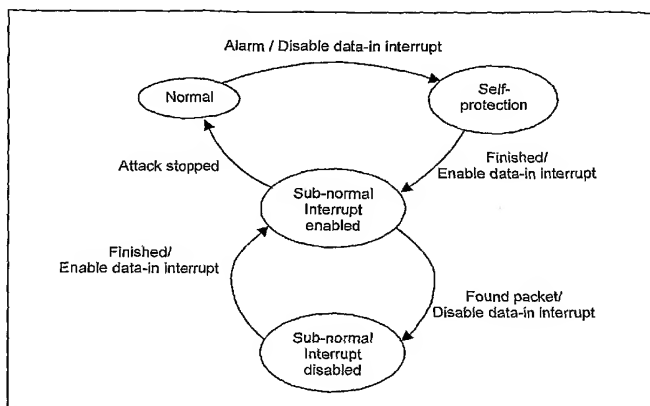 Alarm / Disable data-in interrupt
Normal
Self-
protection
Attack stopped
Finished/
Enable data-in interrupt
Sub-normal
Interrupt
enabled
Finished/
Enable data-in interrupt
Found packet/
Disable data-in interrupt
Sub-normal
Interrupt
disabled